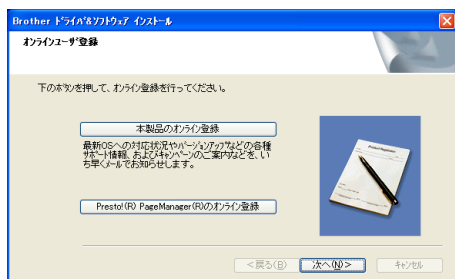 Brother ドライバ&ソフトウェア インストール
オンラインユーザ登録
下のボタンを押して、オンライン登録を行ってください。
本製品のオンライン登録
最新OSへの対応状況やバージョンアップなどの各種
サポート情報、およびキャンペーンのご案内などを、い
ち早くメールでお知らせします。
Presto!(R) PageManager(R)のオンライン登録
Product Registration
<戻る(B)
次へ(N)>
キャンセル